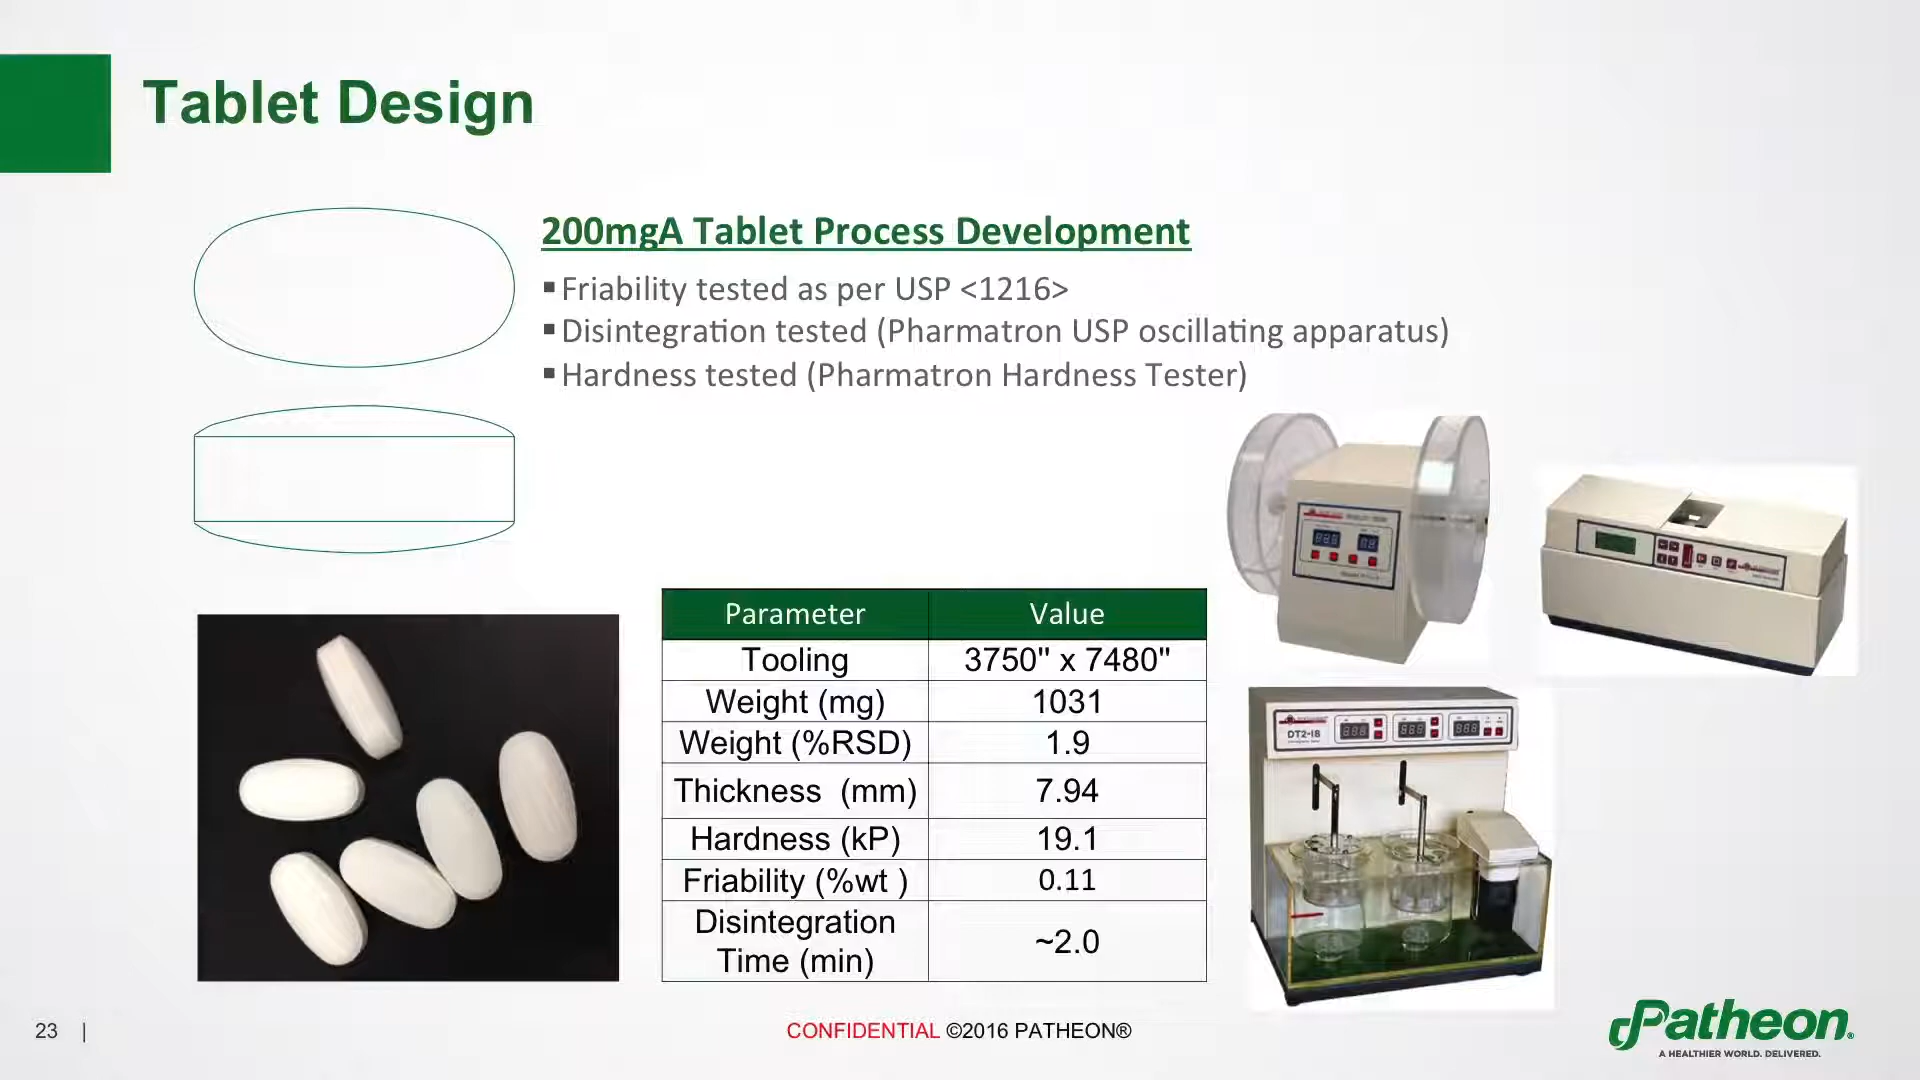 Tablet Design
200mgA Tablet Process Development
▪Friability tested as per USP <1216>
▪Disintegration tested (Pharmatron USP oscillating apparatus)
▪Hardness tested (Pharmatron Hardness Tester)
Parameter Value
Tooling 3750" x 7480"
Weight (mg) 1031
Weight (%RSD) 1.9
Thickness (mm) 7.94
Hardness (kP) 19.1
Friability (%wt ) 0.11
Disintegration
Time (min) ~2.0
DT2-IS
23 |
CONFIDENTIAL ©2016 PATHEON®
Patheon®
A HEALTHIER WORLD. DELIVERED.